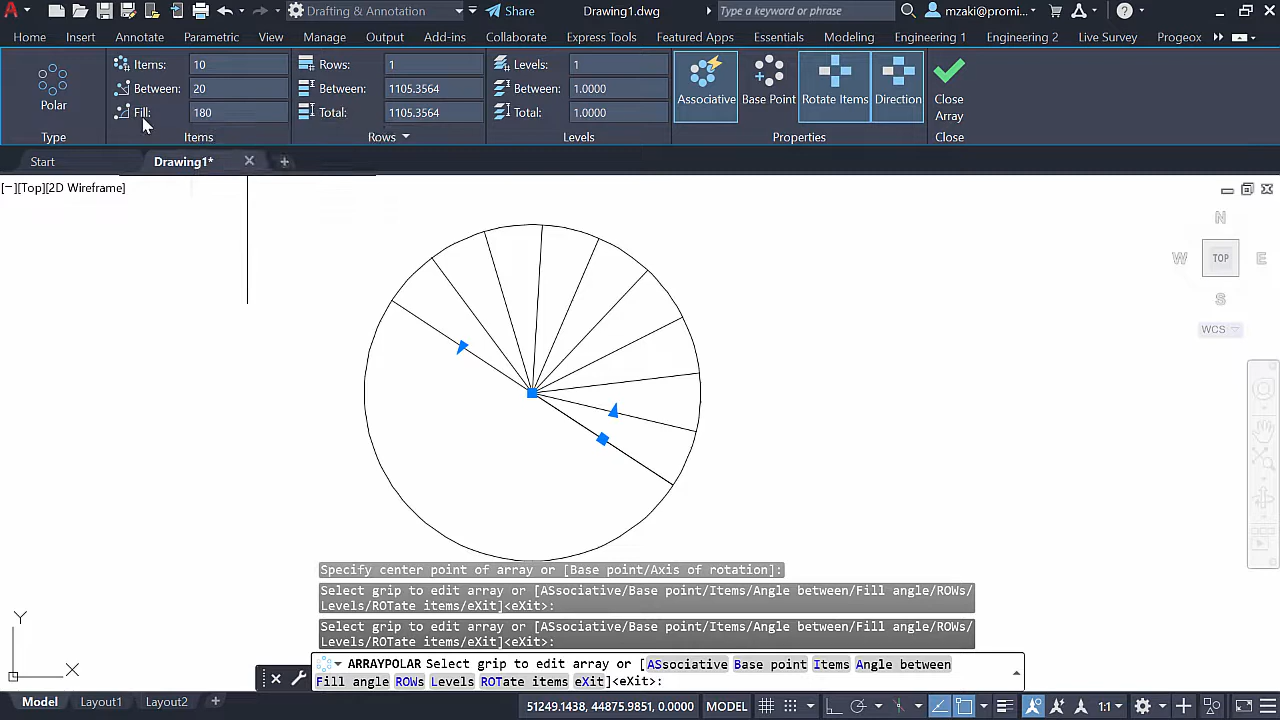 Drafting & Annotation
Share
Drawing1.dwg
Type a keyword or phrase
mzaki@promi...
Home
Insert
Annotate
Parametric
View
Manage
Output
Add-ins
Collaborate
Express Tools
Featured Apps
Essentials
Modeling
Engineering 1
Engineering 2
Live Survey
Progeox
Polar
Type
Items: 10
Between: 20
Fill: 180
Items
Rows: 1
Between: 1105.3564
Total: 1105.3564
Rows
Levels: 1
Between: 1.0000
Total: 1.0000
Levels
Associative
Base Point
Rotate Items
Direction
Properties
Close
Array
Close
Start
Drawing1*
[−][Top][2D Wireframe]
N
W
TOP
E
S
WCS
Y
X
Specify center point of array or [Base point/Axis of rotation]:
Select grip to edit array or [ASsociative/Base point/Items/Angle between/Fill angle/ROWs/
Levels/ROTate items/eXit]<eXit>:
Select grip to edit array or [ASsociative/Base point/Items/Angle between/Fill angle/ROWs/
Levels/ROTate items/eXit]<eXit>:
ARRAYPOLAR Select grip to edit array or [ASsociative Base point Items Angle between
Fill angle ROWs Levels ROTate items eXit]<eXit>:
Model
Layout1
Layout2
51249.1438, 44875.9851, 0.0000
MODEL
1:1